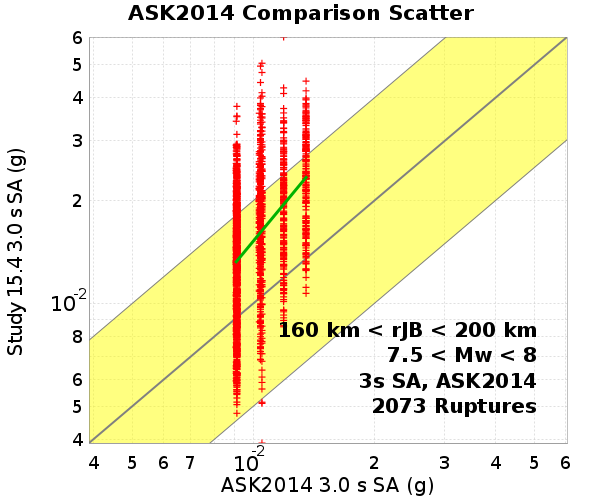 ASK2014 Comparison Scatter
Study 15.4 3.0 s SA (g)
6
5
4
3
2
10-2
8
6
5
4
160 km < rJB < 200 km
7.5 < Mw < 8
3s SA, ASK2014
2073 Ruptures
4 5 6 7 10-2 2 3 4 5 6
ASK2014 3.0 s SA (g)